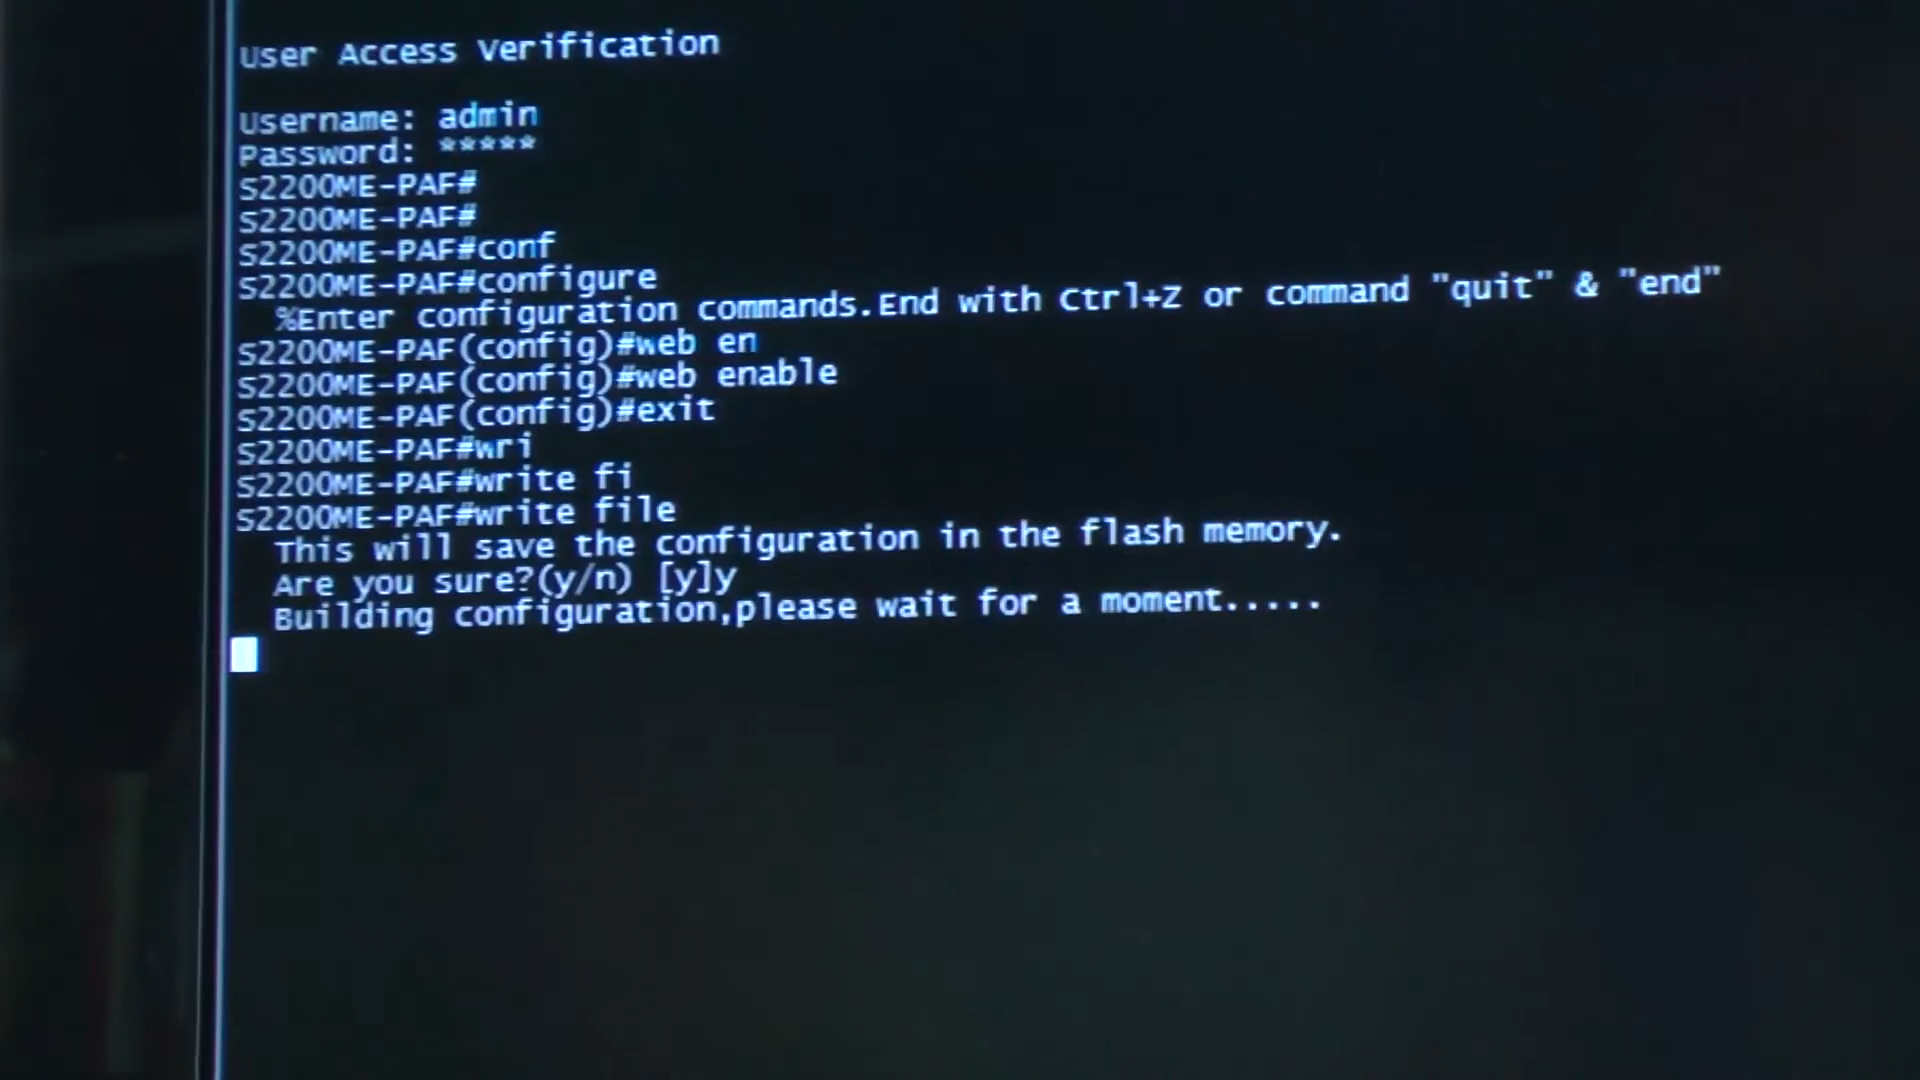 User Access Verification
Username: admin
Password: *****
S2200ME-PAF#
S2200ME-PAF#
S2200ME-PAF#conf
S2200ME-PAF#configure
%Enter configuration commands.End with Ctrl+Z or command "quit" & "end"
S2200ME-PAF(config)#web en
S2200ME-PAF(config)#web enable
S2200ME-PAF(config)#exit
S2200ME-PAF#wri
S2200ME-PAF#write fi
S2200ME-PAF#write file
This will save the configuration in the flash memory.
Are you sure?(y/n) [y]y
Building configuration,please wait for a moment.....